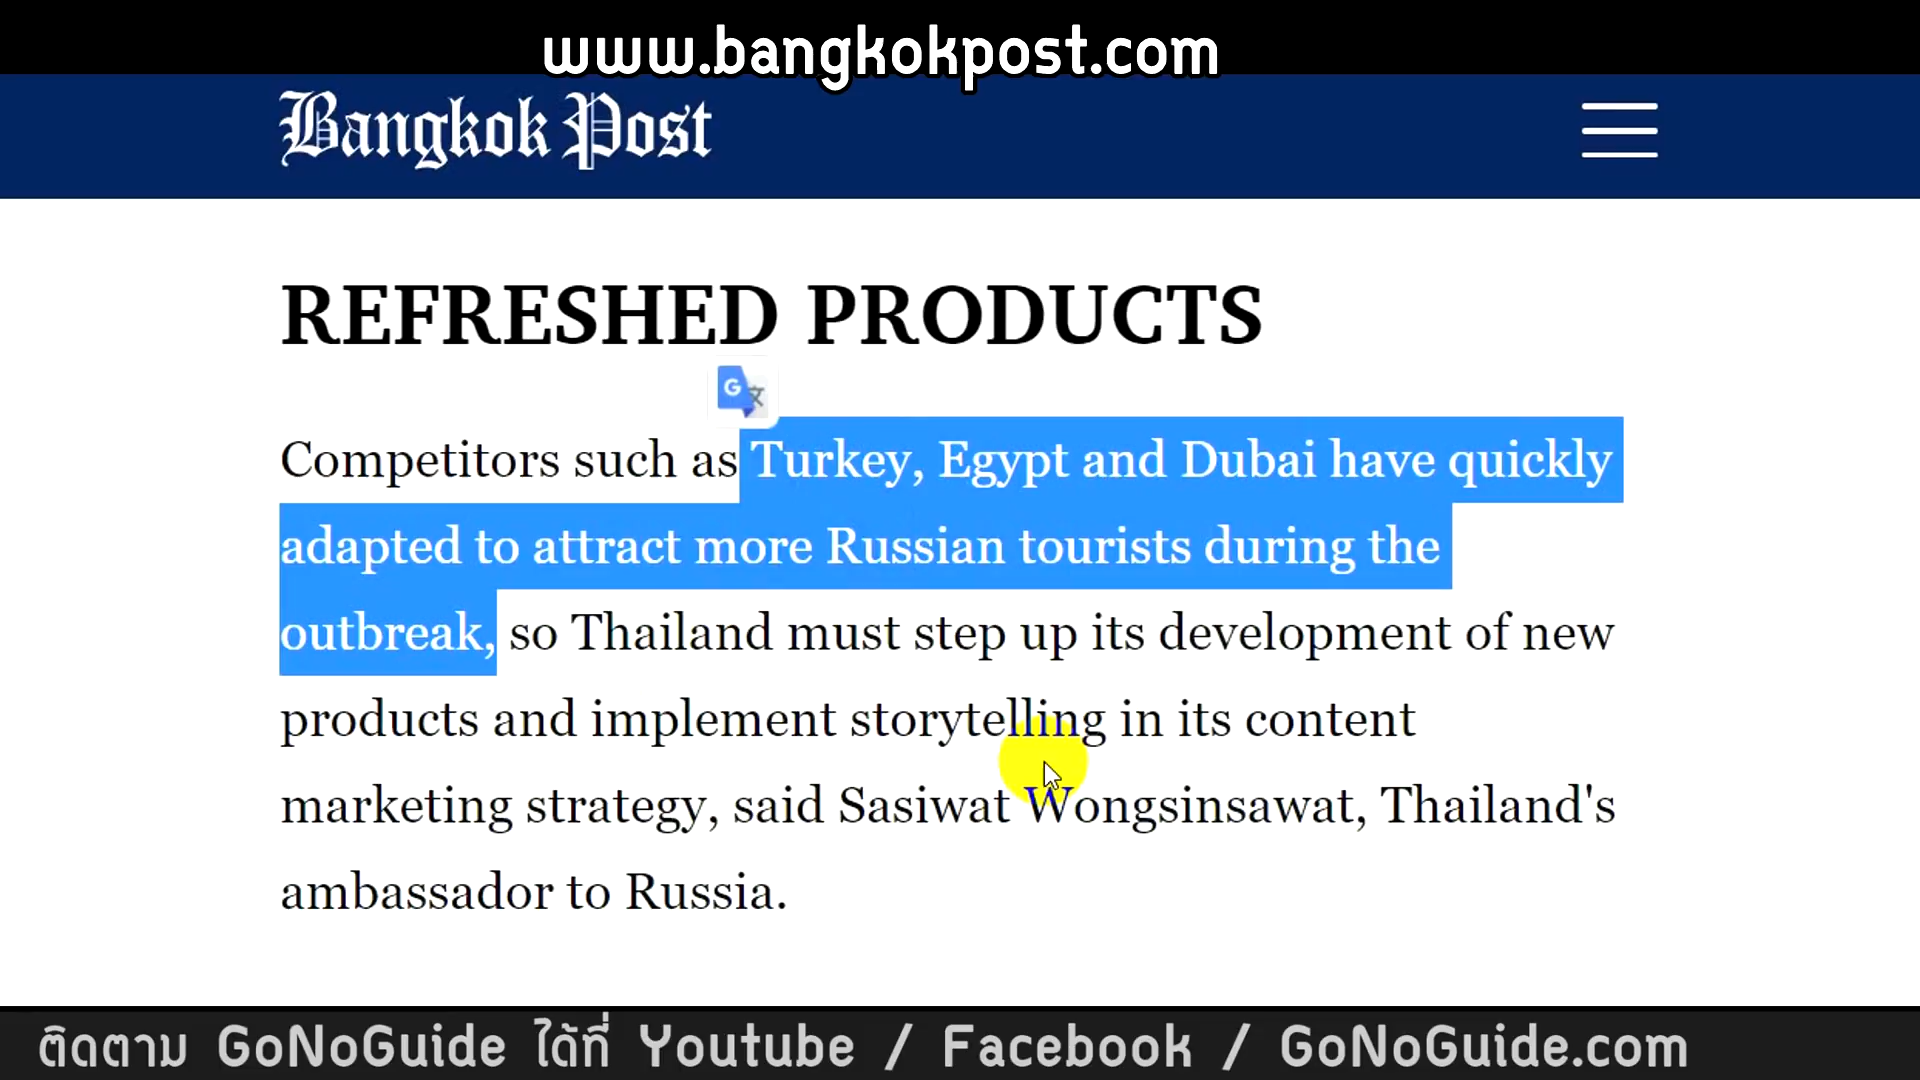 www.bangkokpost.com
Bangkok Post
REFRESHED PRODUCTS
Competitors such as Turkey, Egypt and Dubai have quickly
adapted to attract more Russian tourists during the
outbreak, so Thailand must step up its development of new
products and implement storytelling in its content
marketing strategy, said Sasiwat Wongsinsawat, Thailand's
ambassador to Russia.
ติดตาม GoNoGuide ได้ที่ Youtube / Facebook / GoNoGuide.com